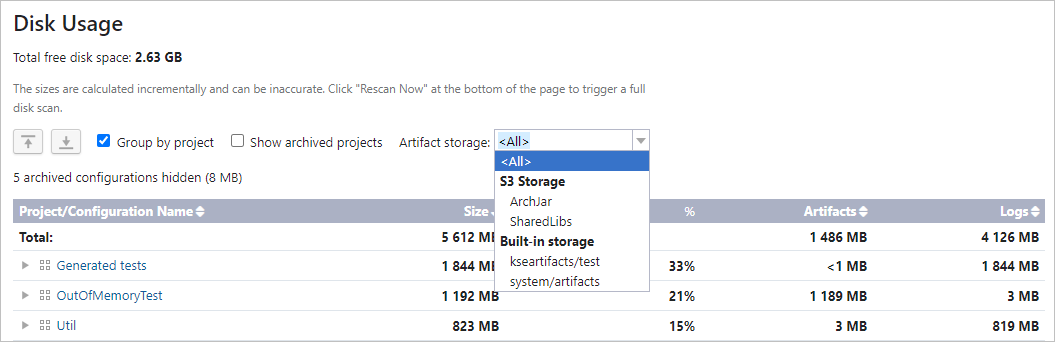 Disk Usage
Total free disk space: 2.63 GB
The sizes are calculated incrementally and can be inaccurate. Click "Rescan Now" at the bottom of the page to trigger a full
disk scan.
Group by project Show archived projects Artifact storage: <All>
<All>
5 archived configurations hidden (8 MB)
S3 Storage
ArchJar
SharedLibs
Built-in storage
kseartifacts/test
system/artifacts
Project/Configuration Name Size % Artifacts Logs
Total: 5 612 MB 1 486 MB 4 126 MB
Generated tests 1 844 MB 33% <1 MB 1 844 MB
OutOfMemoryTest 1 192 MB 21% 1 189 MB 3 MB
Util 823 MB 15% 3 MB 819 MB